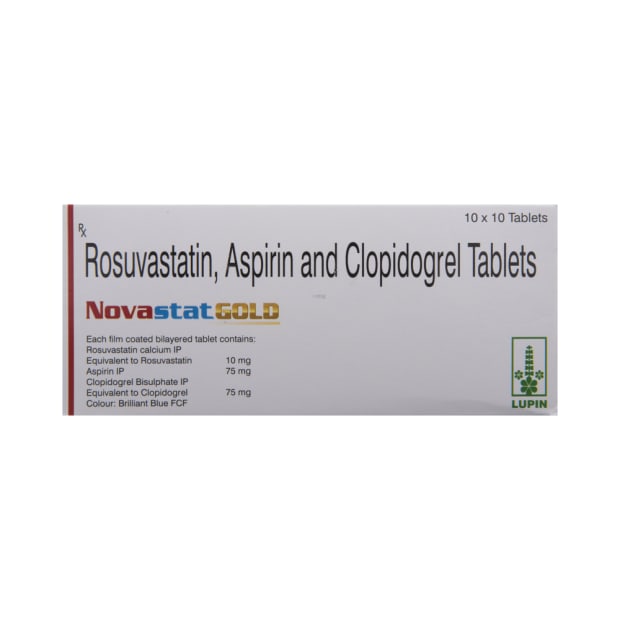 10 x 10 Tablets
Rx
Rosuvastatin, Aspirin and Clopidogrel Tablets
NovastatGOLD
Each film coated bilayered tablet contains:
Rosuvastatin calcium IP
Equivalent to Rosuvastatin 10 mg
Aspirin IP 75 mg
Clopidogrel Bisulphate IP
Equivalent to Clopidogrel 75 mg
Colour: Brilliant Blue FCF
LUPIN